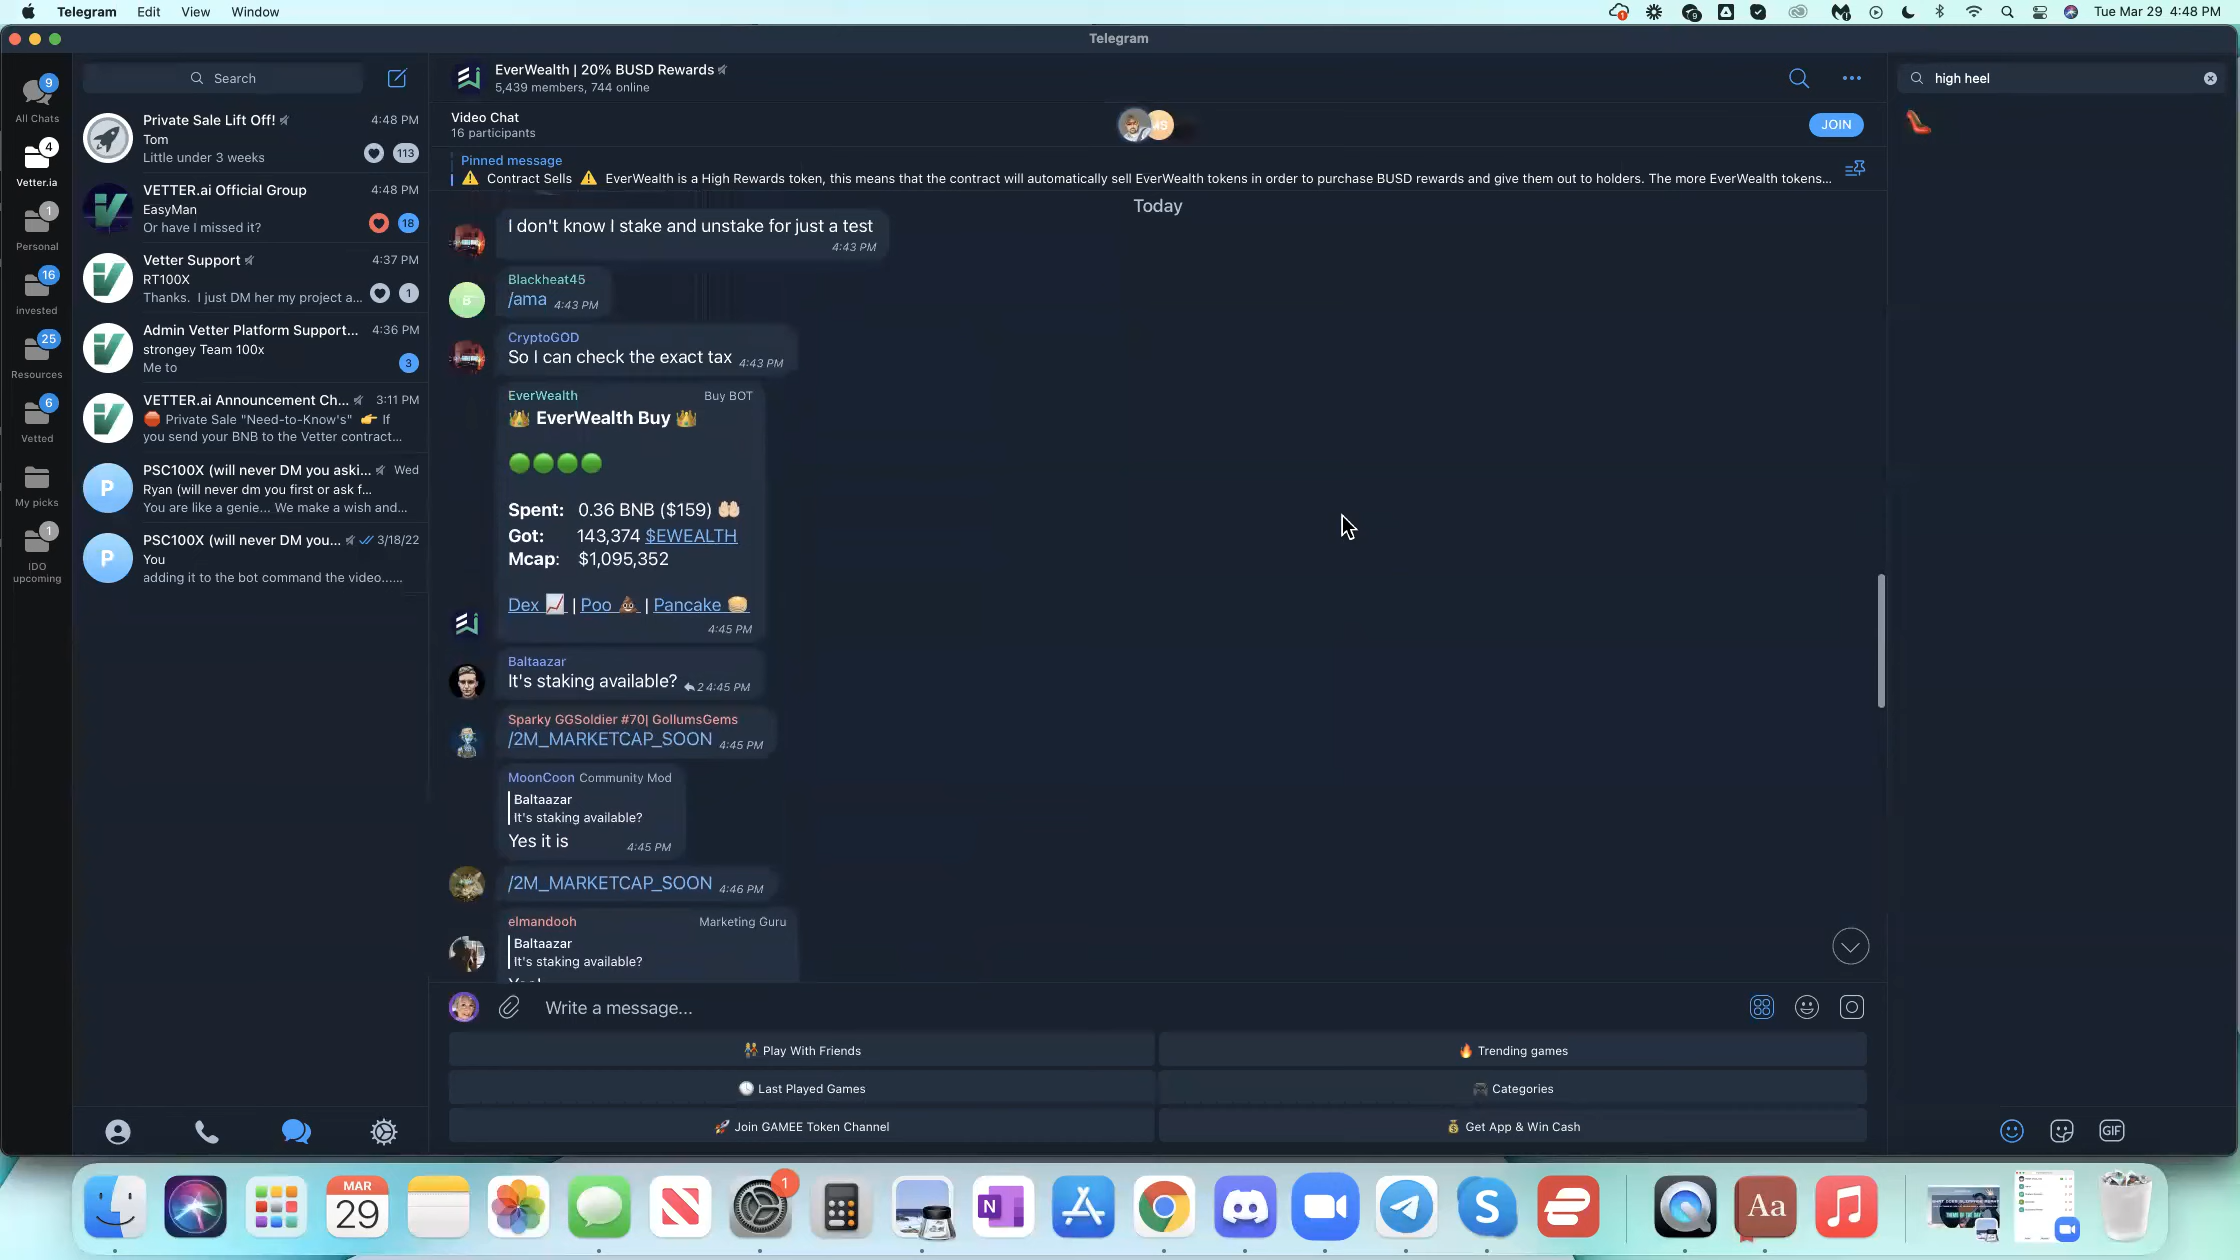 Telegram Edit View Window
Tue Mar 29 4:48 PM
Telegram
9
All Chats
4
Vetter.ia
1
Personal
16
invested
25
Resources
6
Vetted
My picks
1
IDO
upcoming
Search
Private Sale Lift Off! 4:48 PM
Tom
Little under 3 weeks 113
VETTER.ai Official Group 4:48 PM
EasyMan
Or have I missed it? 18
Vetter Support 4:37 PM
RT100X
Thanks. I just DM her my project a... 1
Admin Vetter Platform Support... 4:36 PM
strongey Team 100x
Me to 3
VETTER.ai Announcement Ch... 3:11 PM
🛑 Private Sale "Need-to-Know's" 👉 If
you send your BNB to the Vetter contract...
P
PSC100X (will never DM you aski... Wed
Ryan (will never dm you first or ask f...
You are like a genie... We make a wish and...
P
PSC100X (will never DM you... 3/18/22
You
adding it to the bot command the video......
EverWealth | 20% BUSD Rewards
5,439 members, 744 online
Video Chat
16 participants
MS
JOIN
Pinned message
⚠️ Contract Sells ⚠️ EverWealth is a High Rewards token, this means that the contract will automatically sell EverWealth tokens in order to purchase BUSD rewards and give them out to holders. The more EverWealth tokens...
Today
I don't know I stake and unstake for just a test
4:43 PM
Blackheat45
B
/ama 4:43 PM
CryptoGOD
So I can check the exact tax 4:43 PM
EverWealth Buy BOT
👑 EverWealth Buy 👑
🟢🟢🟢🟢
Spent: 0.36 BNB ($159) 🤲🏻
Got: 143,374 $EWEALTH
Mcap: $1,095,352
Dex 📈 | Poo 💩 | Pancake 🥞
4:45 PM
Baltaazar
It's staking available? 2 4:45 PM
Sparky GGSoldier #70| GollumsGems
/2M_MARKETCAP_SOON 4:45 PM
MoonCoon Community Mod
Baltaazar
It's staking available?
Yes it is 4:45 PM
/2M_MARKETCAP_SOON 4:46 PM
elmandooh Marketing Guru
Baltaazar
It's staking available?
Write a message...
Play With Friends
🔥 Trending games
Last Played Games
🎮 Categories
🚀 Join GAMEE Token Channel
💰 Get App & Win Cash
high heel
GIF
MAR
29
N
1
S
Aa